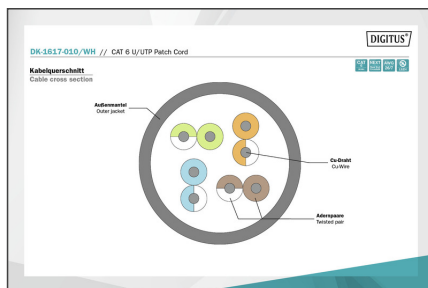 DIGITUS®
DK-1617-010/WH // CAT 6 U/UTP Patch Cord
Kabelquerschnitt
Cable cross section
Außenmantel
Outer jacket
Cu-Draht
Cu-Wire
Adernpaare
Twisted pair